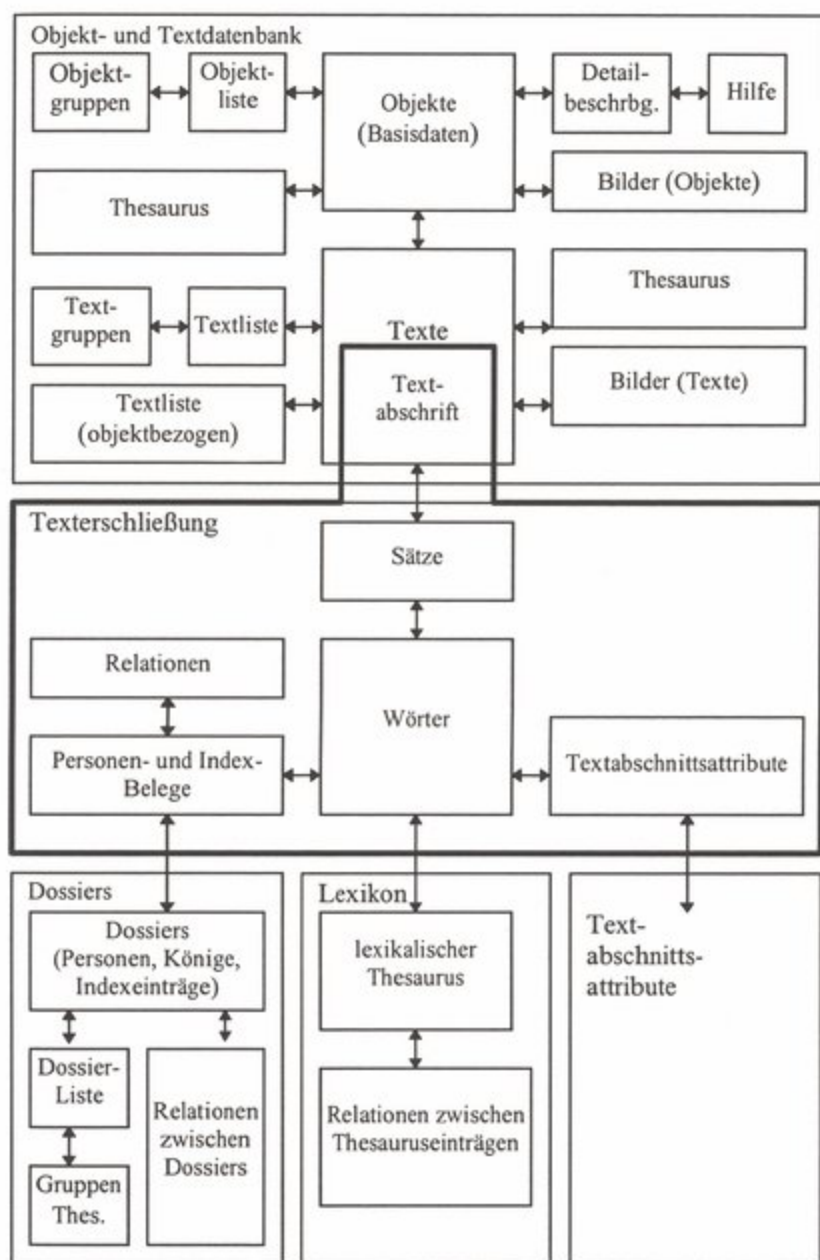 Objekt- und Textdatenbank
Objekt-
gruppen
Objekt-
liste
Objekte
(Basisdaten)
Detail-
beschrbg.
Hilfe
Thesaurus
Bilder (Objekte)
Text-
gruppen
Textliste
Texte
Thesaurus
Textliste
(objektbezogen)
Text-
abschrift
Bilder (Texte)
Texterschließung
Sätze
Relationen
Wörter
Personen- und Index-
Belege
Textabschnittsattribute
Dossiers
Dossiers
(Personen, Könige,
Indexeinträge)
Dossier-
Liste
Relationen
zwischen
Dossiers
Gruppen
Thes.
Lexikon
lexikalischer
Thesaurus
Relationen zwischen
Thesauruseinträgen
Text-
abschnitts-
attribute